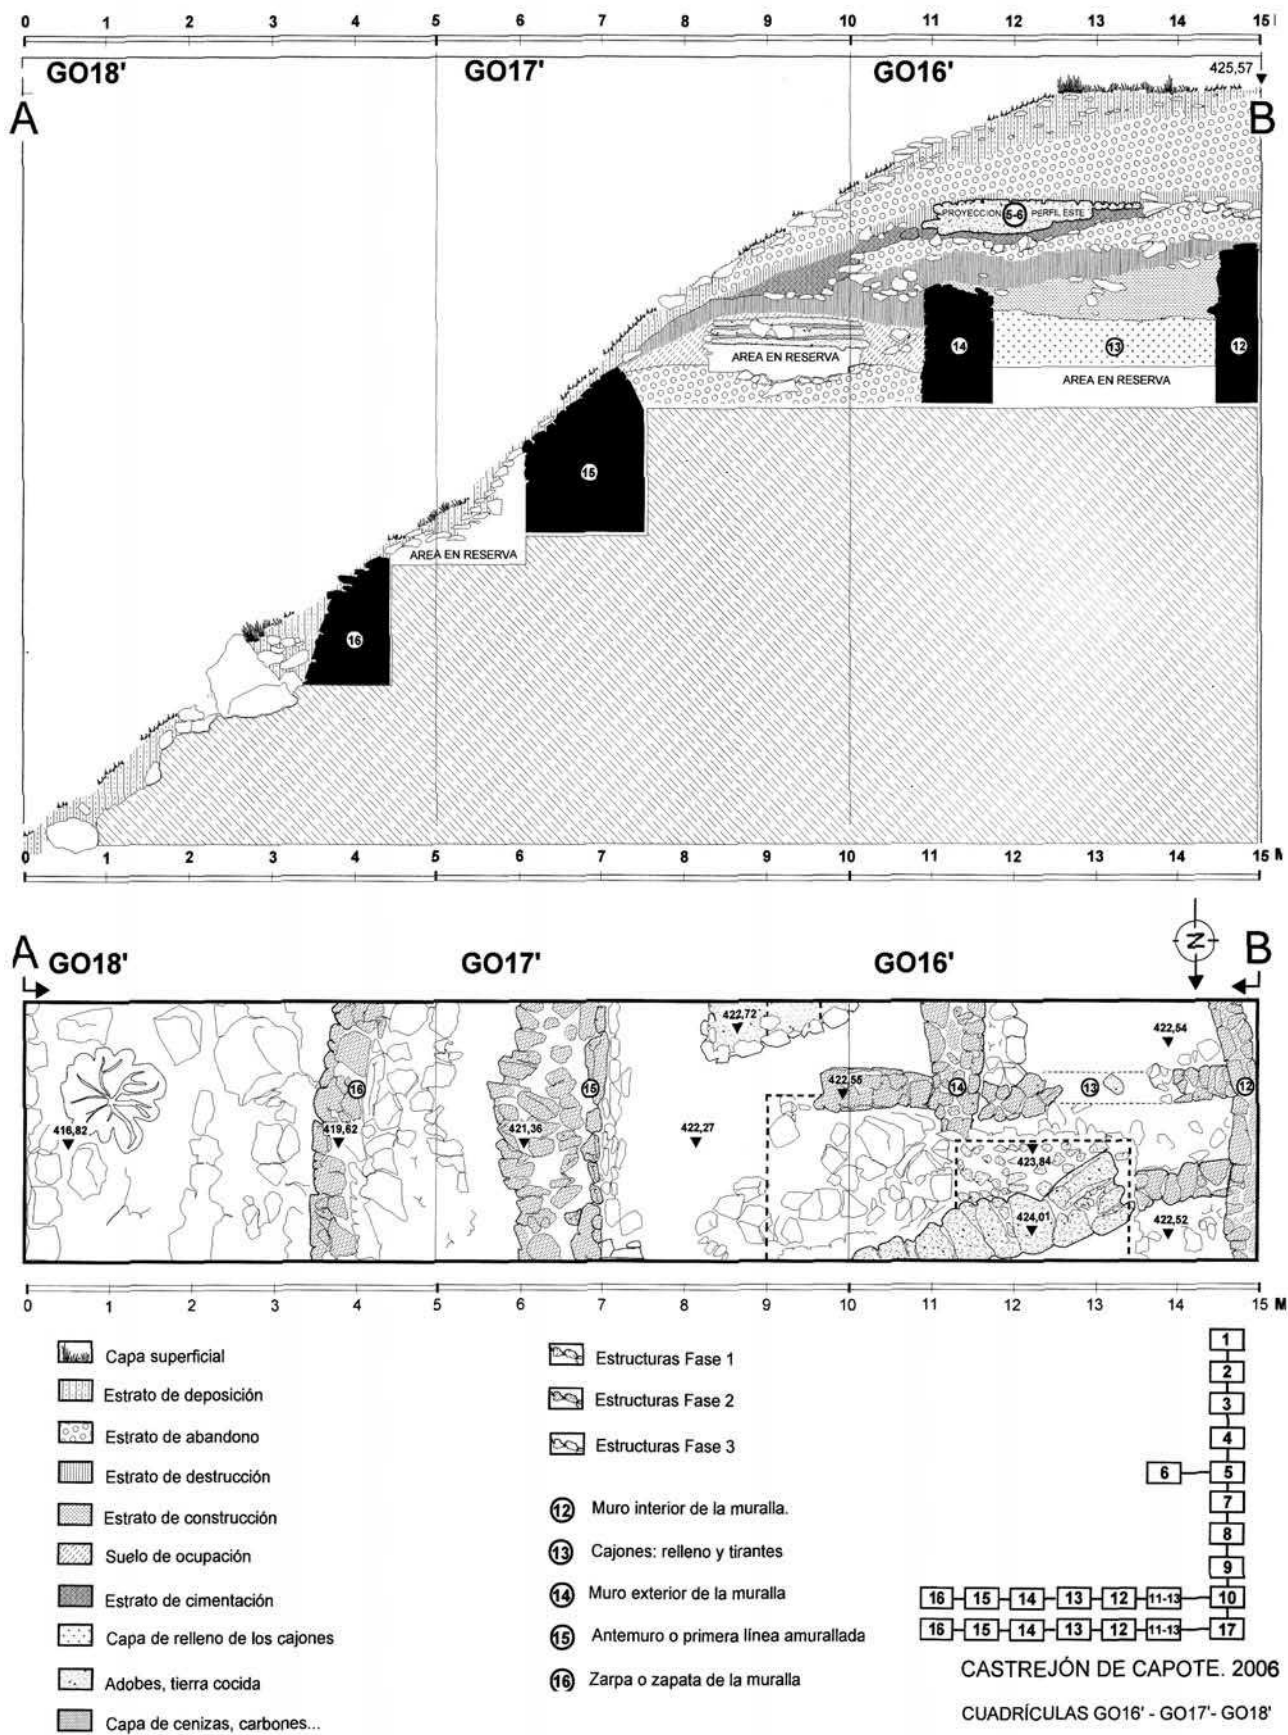 0 1 2 3 4 5 6 7 8 9 10 11 12 13 14 15
GO18' GO17' GO16'
425,57
A B
PROYECCION 5-6 PERFIL ESTE
AREA EN RESERVA
14 13 12
AREA EN RESERVA
15
AREA EN RESERVA
16
0 1 2 3 4 5 6 7 8 9 10 11 12 13 14 15
N
A GO18' GO17' GO16' B
422,72
422,54
16 15 422,55 14 13 12
416,82 419,62 421,36 422,27
423,84
424,01 422,52
0 1 2 3 4 5 6 7 8 9 10 11 12 13 14 15 M
Capa superficial
Estrato de deposición
Estrato de abandono
Estrato de destrucción
Estrato de construcción
Suelo de ocupación
Estrato de cimentación
Capa de relleno de los cajones
Adobes, tierra cocida
Capa de cenizas, carbones...
Estructuras Fase 1
Estructuras Fase 2
Estructuras Fase 3
12 Muro interior de la muralla.
13 Cajones: relleno y tirantes
14 Muro exterior de la muralla
15 Antemuro o primera línea amurallada
16 Zarpa o zapata de la muralla
1
2
3
4
6 5
7
8
9
16 15 14 13 12 11-13 10
16 15 14 13 12 11-13 17
CASTREJÓN DE CAPOTE. 2006
CUADRÍCULAS GO16' - GO17'- GO18'